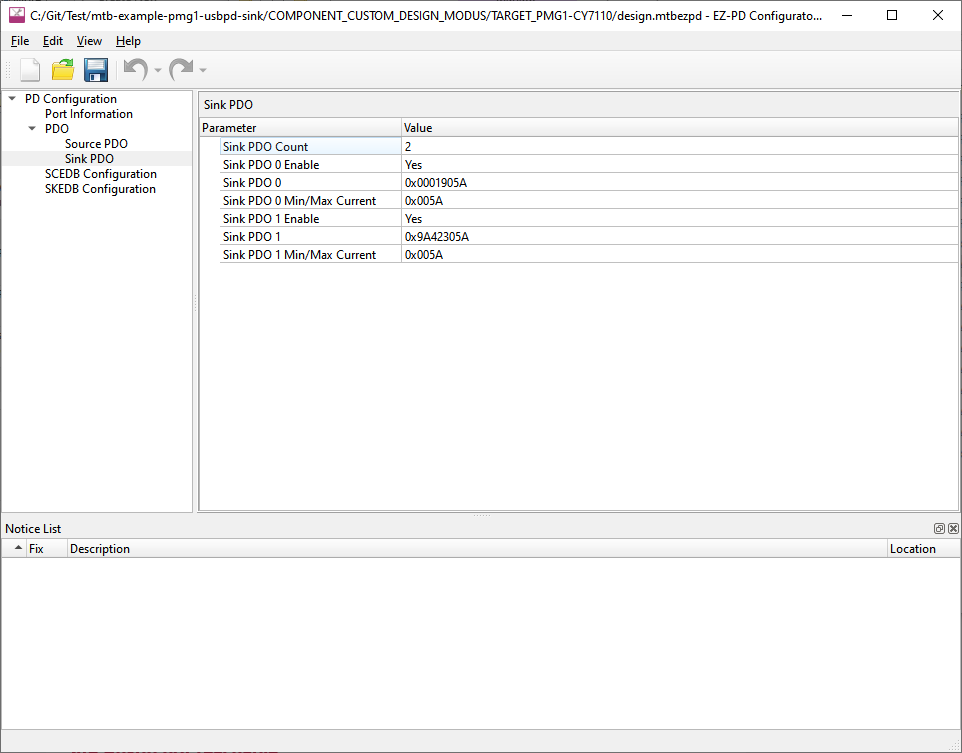 C:/Git/Test/mtb-example-pmg1-usbpd-sink/COMPONENT_CUSTOM_DESIGN_MODUS/TARGET_PMG1-CY7110/design.mtbezpd - EZ-PD Configurato...
File Edit View Help
PD Configuration
Port Information
PDO
Source PDO
Sink PDO
SCEDB Configuration
SKEDB Configuration
Sink PDO
Parameter Value
Sink PDO Count 2
Sink PDO 0 Enable Yes
Sink PDO 0 0x0001905A
Sink PDO 0 Min/Max Current 0x005A
Sink PDO 1 Enable Yes
Sink PDO 1 0x9A42305A
Sink PDO 1 Min/Max Current 0x005A
Notice List
Fix Description Location